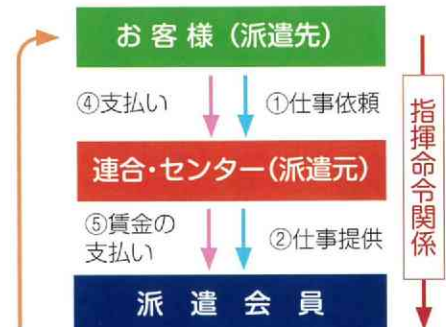 お客様（派遣先）
④支払い
①仕事依頼
連合・センター（派遣元）
⑤賃金の
支払い
②仕事提供
派遣会員
指揮命令関係